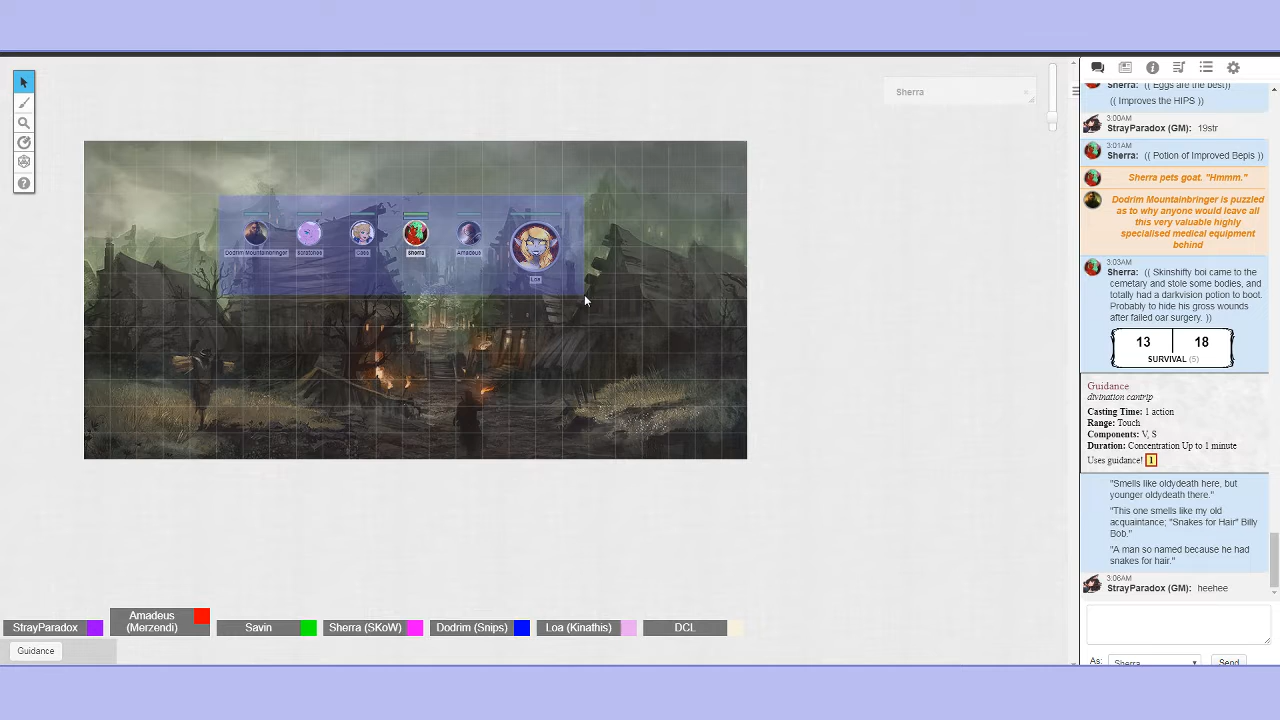 Sherra
Dodrim Mountainbringer
Cass
Sherra
Amadeus
Loa
StrayParadox
Amadeus
(Merzendi)
Savin
Sherra (SKoW)
Dodrim (Snips)
Loa (Kinathis)
DCL
Guidance
Sherra: (( Eggs are the best))
(( Improves the HIPS ))
3:00AM
StrayParadox (GM): 19str
3:01AM
Sherra: (( Potion of Improved Bepis ))
Sherra pets goat. "Hmmm."
Dodrim Mountainbringer is puzzled
as to why anyone would leave all
this very valuable highly
specialised medical equipment
behind
3:03AM
Sherra: (( Skinshifty boi came the
cemetary and stole some bodies, and
totally had a darkvision potion to boot.
Probably to hide his gross wounds
after failed oar surgery. ))
13 18
SURVIVAL (5)
Guidance
divination cantrip
Casting Time: 1 action
Range: Touch
Components: V, S
Duration: Concentration Up to 1 minute
Uses guidance! 1
"Smells like oldydeath here, but
younger oldydeath there."
"This one smells like my old
acquaintance; "Snakes for Hair" Billy
Bob."
"A man so named because he had
snakes for hair."
3:06AM
StrayParadox (GM): heehee
As: Sherra Send